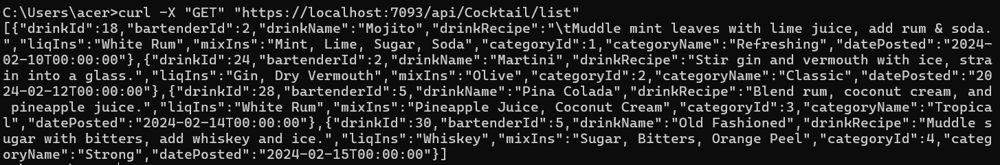 C:\Users\acer>curl -X "GET" "https://localhost:7093/api/Cocktail/list"
[{"drinkId":18,"bartenderId":2,"drinkName":"Mojito","drinkRecipe":"\tMuddle mint leaves with lime juice, add rum & soda.
","liqIns":"White Rum","mixIns":"Mint, Lime, Sugar, Soda","categoryId":1,"categoryName":"Refreshing","datePosted":"2024-
02-10T00:00:00"},{"drinkId":24,"bartenderId":2,"drinkName":"Martini","drinkRecipe":"Stir gin and vermouth with ice, stra
in into a glass.","liqIns":"Gin, Dry Vermouth","mixIns":"Olive","categoryId":2,"categoryName":"Classic","datePosted":"20
24-02-12T00:00:00"},{"drinkId":28,"bartenderId":5,"drinkName":"Pina Colada","drinkRecipe":"Blend rum, coconut cream, and
 pineapple juice.","liqIns":"White Rum","mixIns":"Pineapple Juice, Coconut Cream","categoryId":3,"categoryName":"Tropica
l","datePosted":"2024-02-14T00:00:00"},{"drinkId":30,"bartenderId":5,"drinkName":"Old Fashioned","drinkRecipe":"Muddle s
ugar with bitters, add whiskey and ice.","liqIns":"Whiskey","mixIns":"Sugar, Bitters, Orange Peel","categoryId":4,"categ
oryName":"Strong","datePosted":"2024-02-15T00:00:00"}]